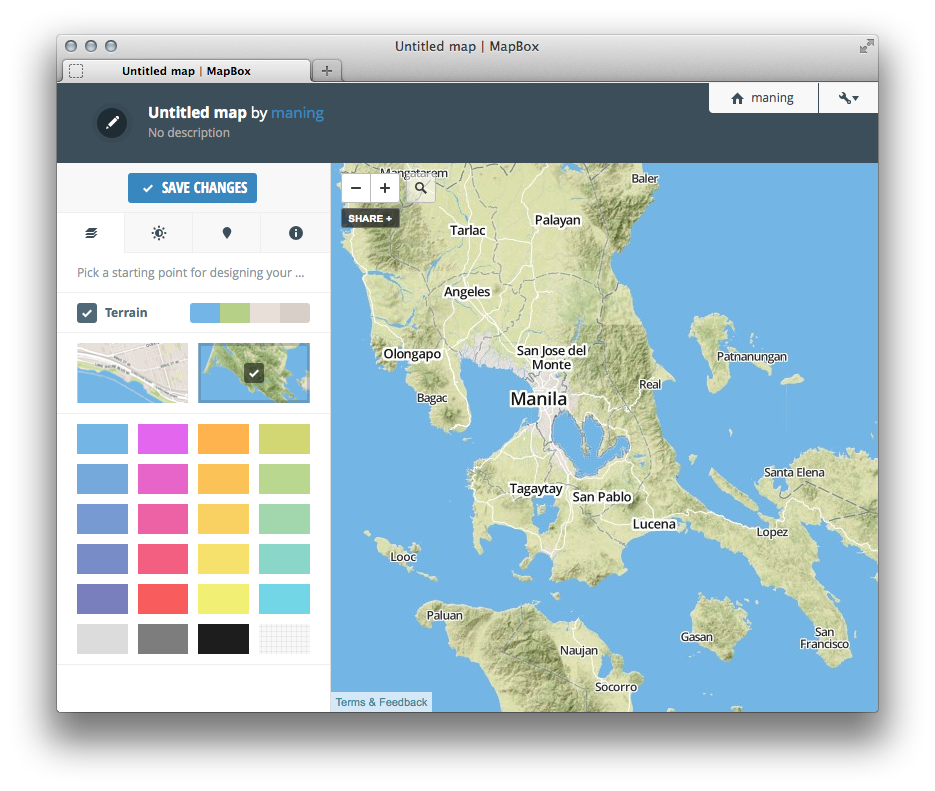 Untitled map | MapBox
Untitled map | MapBox
Untitled map by maning
No description
maning
SAVE CHANGES
Pick a starting point for designing your ...
Terrain
SHARE +
Mangatarem
Baler
Palayan
Tarlac
Angeles
Olongapo
San Jose del
Monte
Patnanungan
Bagac
Manila
Real
Santa Elena
Tagaytay
San Pablo
Lucena
Lopez
Looc
Paluan
Gasan
San
Francisco
Naujan
Socorro
Terms & Feedback